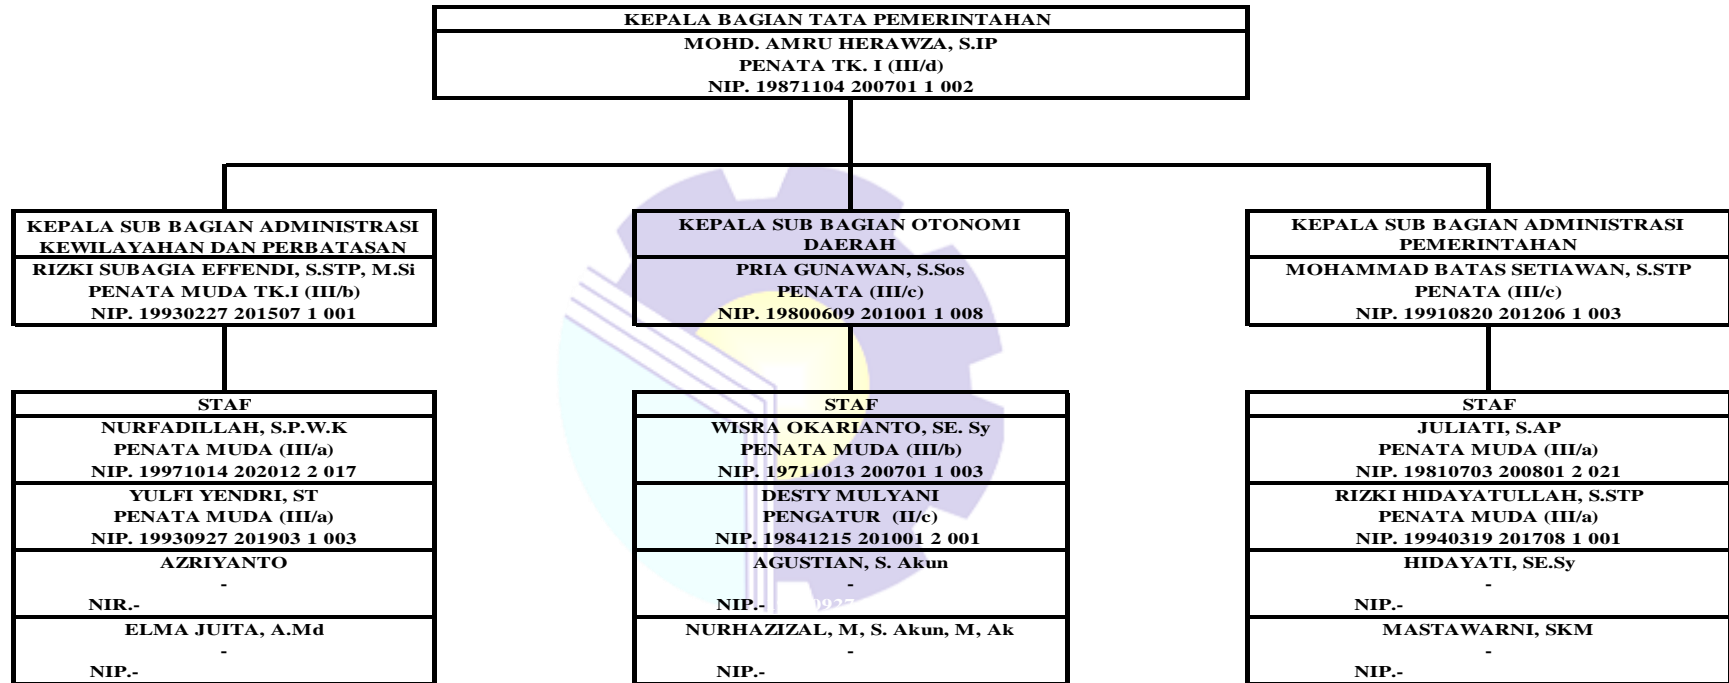 KEPALA BAGIAN TATA PEMERINTAHAN
MOHD. AMRU HERAWZA, S.IP
PENATA TK. I (III/d)
NIP. 19871104 200701 1 002
KEPALA SUB BAGIAN ADMINISTRASI
KEWILAYAHAN DAN PERBATASAN
RIZKI SUBAGIA EFFENDI, S.STP, M.Si
PENATA MUDA TK.I (III/b)
NIP. 19930227 201507 1 001
KEPALA SUB BAGIAN OTONOMI
DAERAH
PRIA GUNAWAN, S.Sos
PENATA (III/c)
NIP. 19800609 201001 1 008
KEPALA SUB BAGIAN ADMINISTRASI
PEMERINTAHAN
MOHAMMAD BATAS SETIAWAN, S.STP
PENATA (III/c)
NIP. 19910820 201206 1 003
STAF
NURFADILLAH, S.P.W.K
PENATA MUDA (III/a)
NIP. 19971014 202012 2 017
YULFI YENDRI, ST
PENATA MUDA (III/a)
NIP. 19930927 201903 1 003
AZRIYANTO
-
NIR.-
ELMA JUITA, A.Md
-
NIP.-
STAF
WISRA OKARIANTO, SE. Sy
PENATA MUDA (III/b)
NIP. 19711013 200701 1 003
DESTY MULYANI
PENGATUR (II/c)
NIP. 19841215 201001 2 001
AGUSTIAN, S. Akun
-
NIP.-
NURHAZIZAL, M, S. Akun, M, Ak
-
NIP.-
STAF
JULIATI, S.AP
PENATA MUDA (III/a)
NIP. 19810703 200801 2 021
RIZKI HIDAYATULLAH, S.STP
PENATA MUDA (III/a)
NIP. 19940319 201708 1 001
HIDAYATI, SE.Sy
-
NIP.-
MASTAWARNI, SKM
-
NIP.-